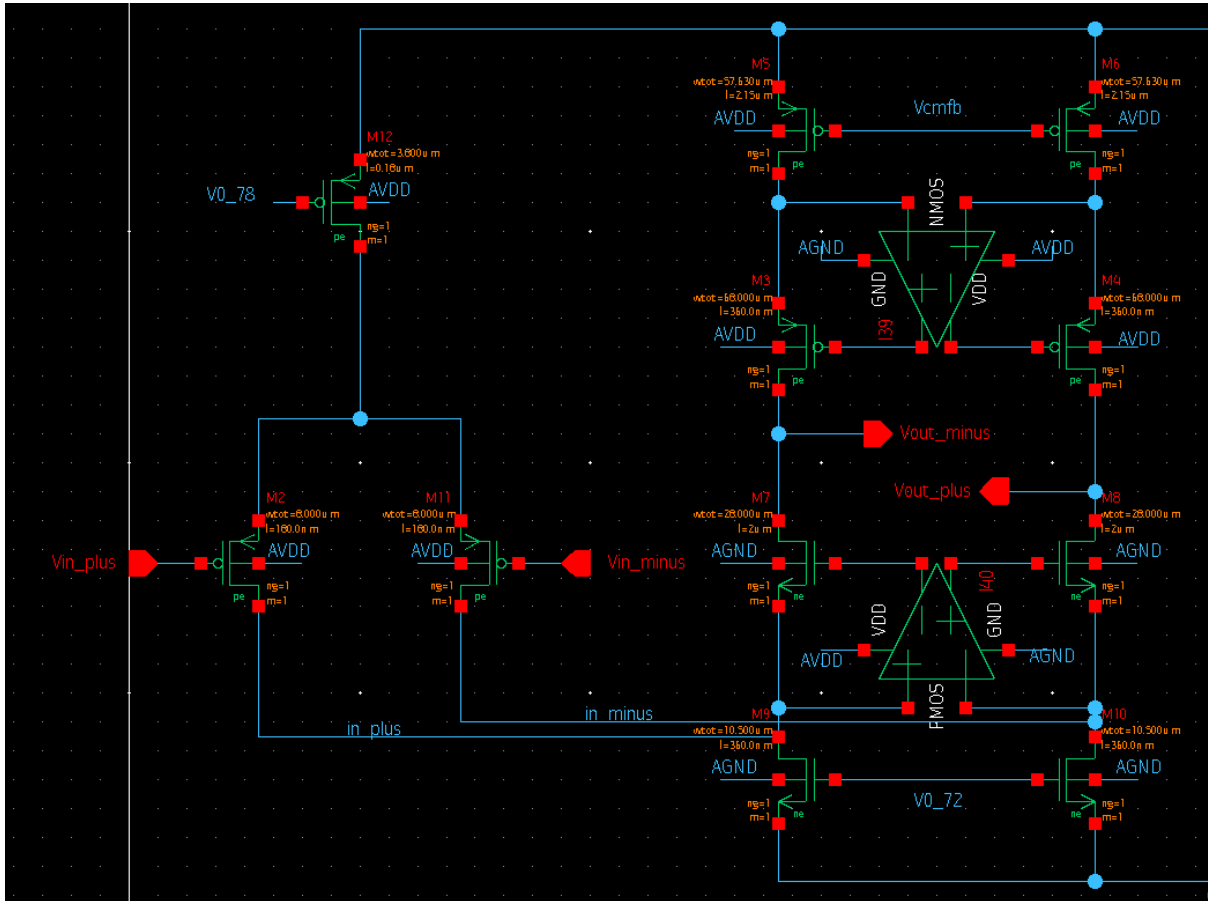 M5
wtot=57.630u m
l=2.15u m
AVDD
ng=1
m=1
pe
Vcmfb
M6
wtot=57.630u m
l=2.15u m
AVDD
ng=1
m=1
pe
M12
wtot=3.600u m
l=0.18u m
V0_78
AVDD
ng=1
m=1
pe
NMOS
AGND
GND
VDD
AVDD
I39
M3
wtot=68.000u m
l=360.0n m
AVDD
ng=1
m=1
pe
M4
wtot=68.000u m
l=360.0n m
AVDD
ng=1
m=1
pe
Vout_minus
Vout_plus
M2
wtot=8.000u m
l=180.0n m
Vin_plus
AVDD
ng=1
m=1
pe
M11
wtot=8.000u m
l=180.0n m
AVDD
Vin_minus
ng=1
m=1
pe
M7
wtot=28.000u m
l=2u m
AGND
ng=1
m=1
ne
M8
wtot=28.000u m
l=2u m
AGND
ng=1
m=1
ne
I40
VDD
GND
AVDD
AGND
PMOS
in_minus
in_plus
M9
wtot=10.500u m
l=360.0n m
AGND
ng=1
m=1
ne
V0_72
M10
wtot=10.500u m
l=360.0n m
AGND
ng=1
m=1
ne